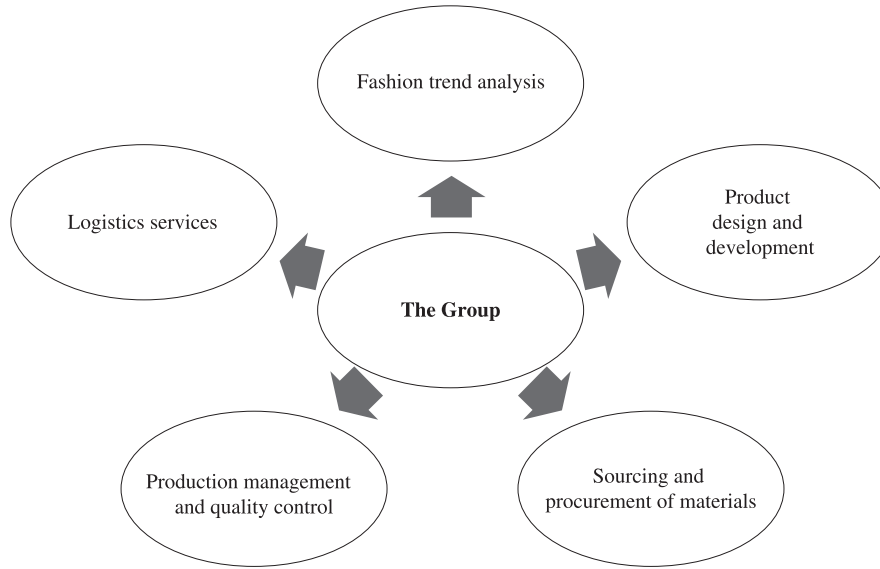 Fashion trend analysis
Logistics services
Product
design and
development
The Group
Production management
and quality control
Sourcing and
procurement of materials